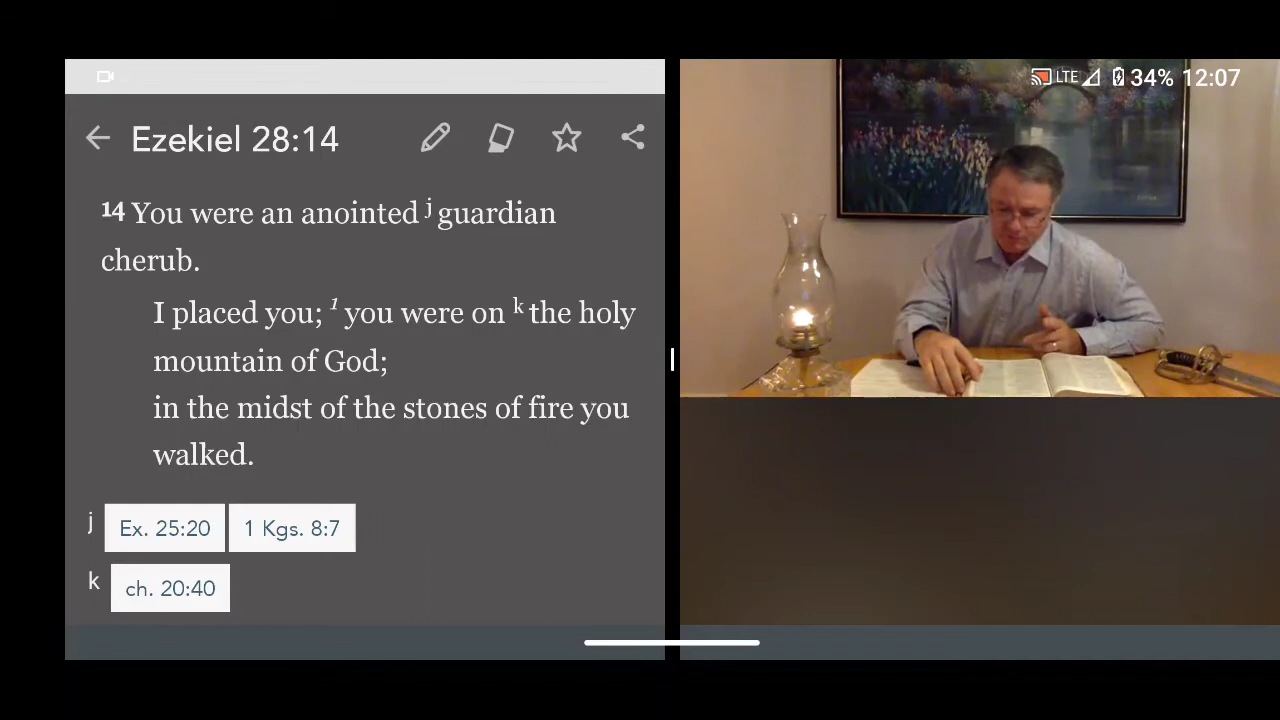 LTE 34% 12:07
Ezekiel 28:14
14 You were an anointed j guardian
cherub.
I placed you; 1 you were on k the holy
mountain of God;
in the midst of the stones of fire you
walked.
j Ex. 25:20 1 Kgs. 8:7
k ch. 20:40